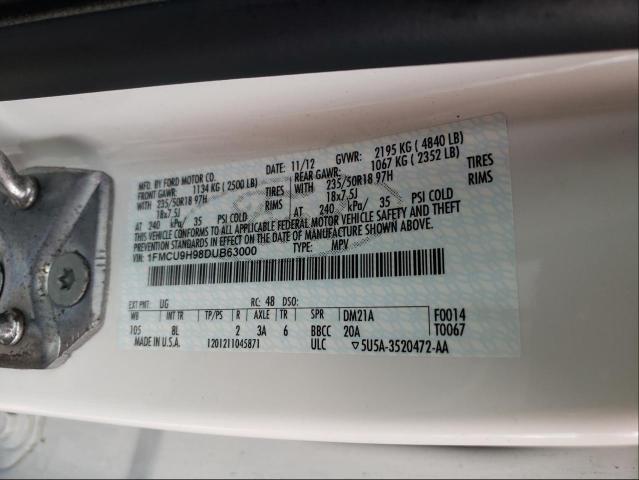 MFD. BY FORD MOTOR CO.
DATE: 11/12 GVWR: 2195 KG ( 4840 LB)
FRONT GAWR: 1134 KG ( 2500 LB)
REAR GAWR: 1067 KG ( 2352 LB)
WITH 235/50R18 97H TIRES
WITH 235/50R18 97H TIRES
18x7.5J RIMS
18x7.5J RIMS
AT 240 kPa/ 35 PSI COLD
AT 240 kPa/ 35 PSI COLD
THIS VEHICLE CONFORMS TO ALL APPLICABLE FEDERAL MOTOR VEHICLE SAFETY AND THEFT
PREVENTION STANDARDS IN EFFECT ON THE DATE OF MANUFACTURE SHOWN ABOVE.
VIN: 1FMCU9H98DUB63000 TYPE: MPV
EXT PNT: UG RC: 48 DSO:
WB TP/PS R AXLE TR SPR DM21A F0014
105 8L 2 3A 6 BBCC 20A T0067
MADE IN U.S.A. 1201211045871 ULC ▽5U5A-3520472-AA